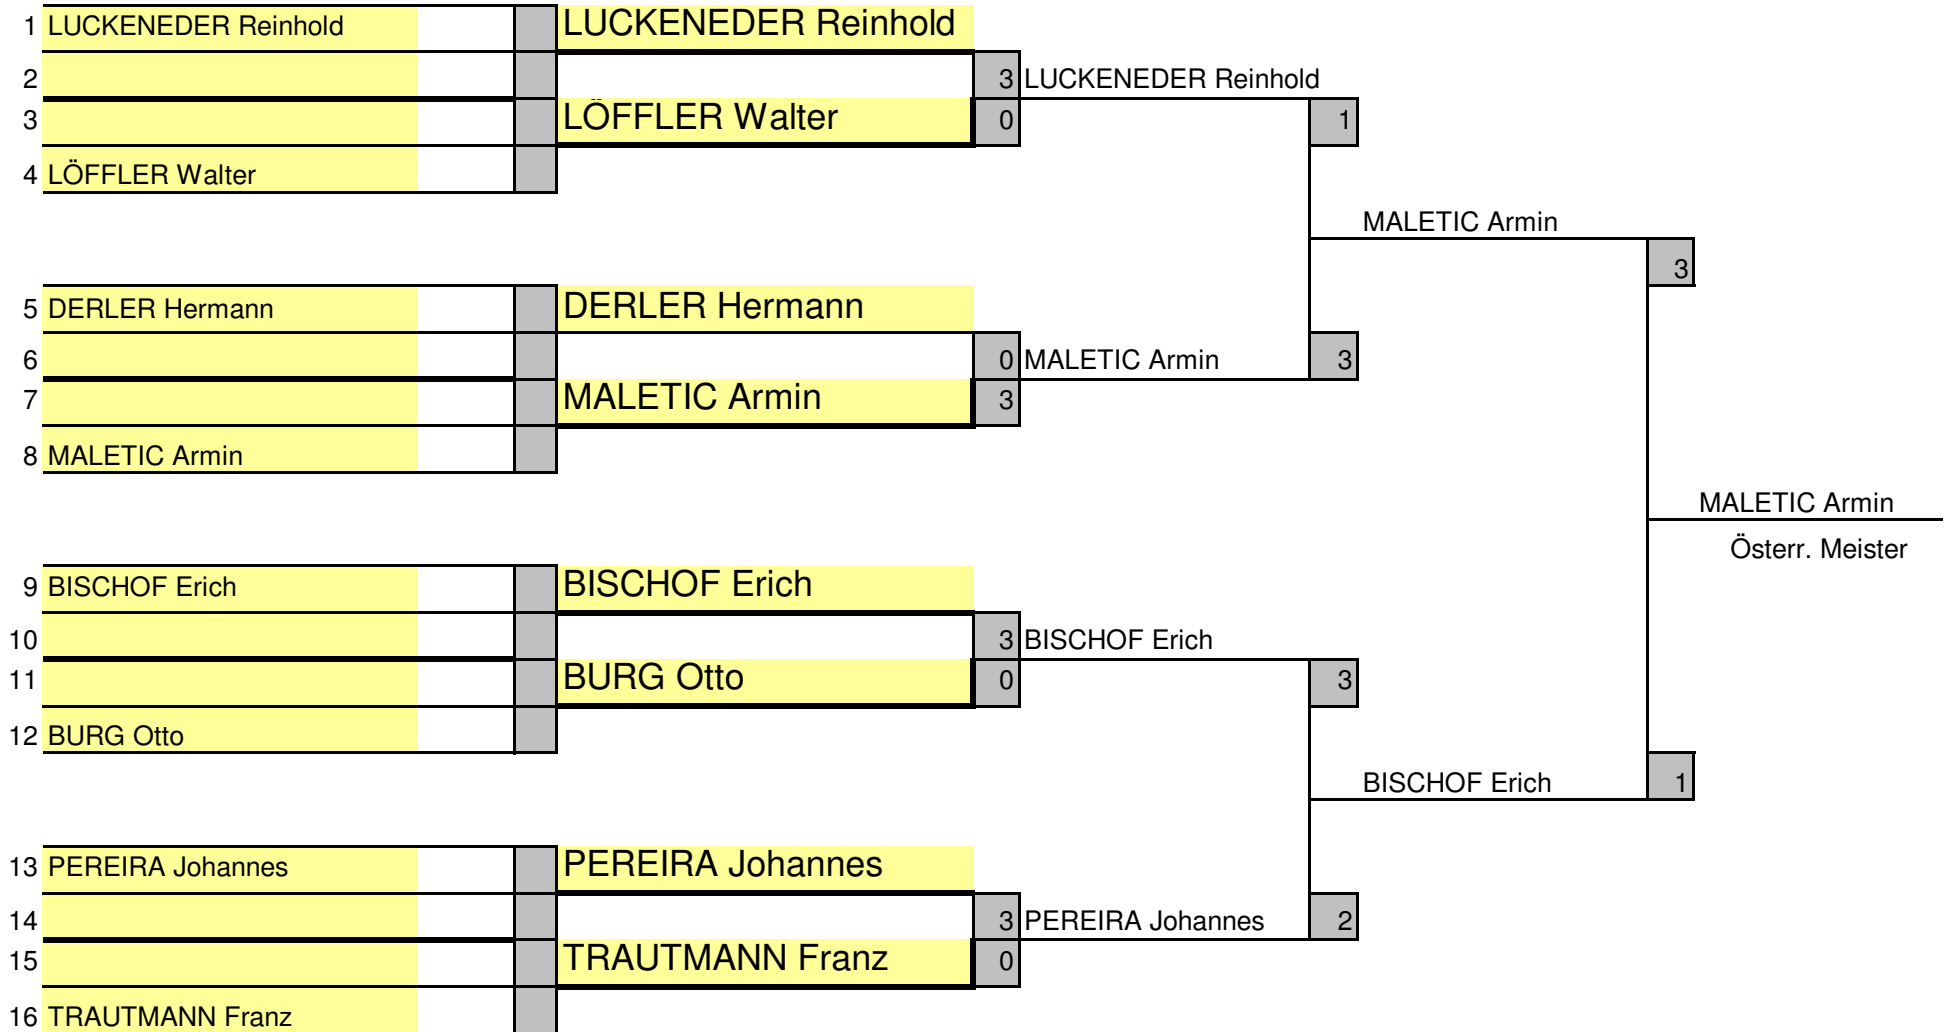 1 LUCKENEDER Reinhold LUCKENEDER Reinhold
2 3 LUCKENEDER Reinhold
3 LÖFFLER Walter 0 1
4 LÖFFLER Walter
MALETIC Armin
3
5 DERLER Hermann DERLER Hermann
6 0 MALETIC Armin 3
7 MALETIC Armin 3
8 MALETIC Armin
MALETIC Armin
Österr. Meister
9 BISCHOF Erich BISCHOF Erich
10 3 BISCHOF Erich
11 BURG Otto 0 3
12 BURG Otto
BISCHOF Erich 1
13 PEREIRA Johannes PEREIRA Johannes
14 3 PEREIRA Johannes 2
15 TRAUTMANN Franz 0
16 TRAUTMANN Franz